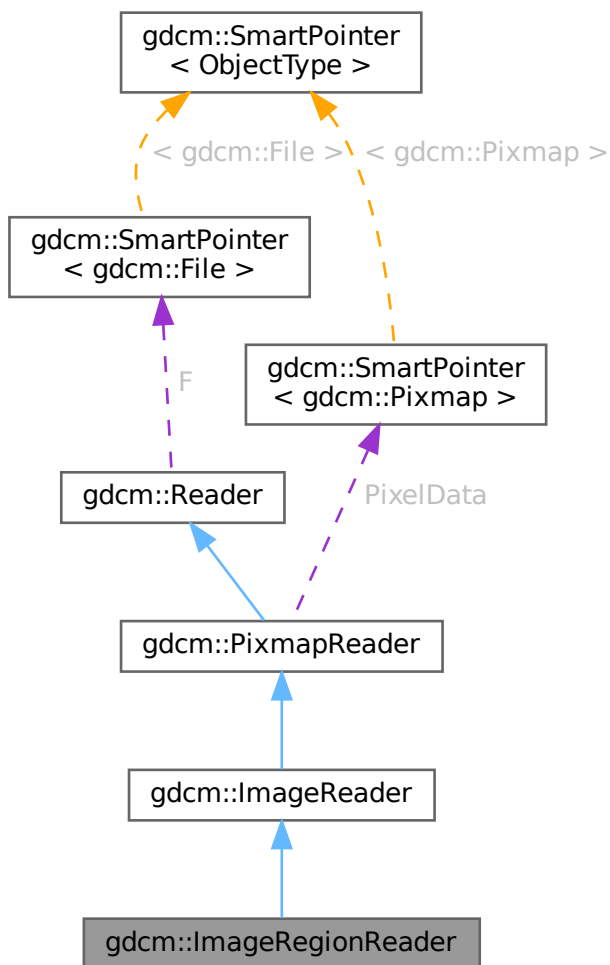 gdcm::SmartPointer
< ObjectType >
< gdcm::File >
< gdcm::Pixmap >
gdcm::SmartPointer
< gdcm::File >
gdcm::SmartPointer
< gdcm::Pixmap >
F
gdcm::Reader
PixelData
gdcm::PixmapReader
gdcm::ImageReader
gdcm::ImageRegionReader